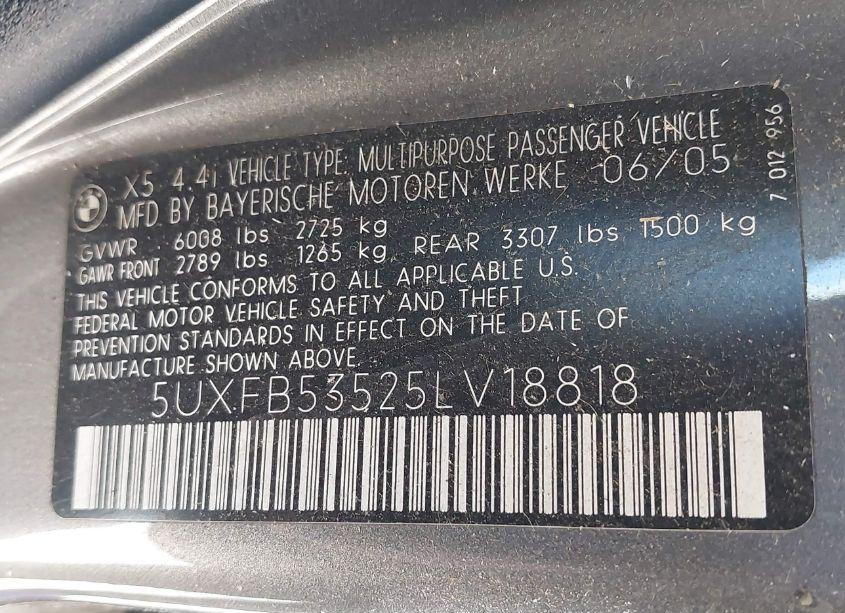 X5 4.4i VEHICLE TYPE: MULTIPURPOSE PASSENGER VEHICLE
MFD BY BAYERISCHE MOTOREN WERKE 06/05
GVWR 6008 lbs 2725 kg
GAWR FRONT 2789 lbs 1265 kg, REAR 3307 lbs 1500 kg
THIS VEHICLE CONFORMS TO ALL APPLICABLE U.S.
FEDERAL MOTOR VEHICLE SAFETY AND THEFT
PREVENTION STANDARDS IN EFFECT ON THE DATE OF
MANUFACTURE SHOWN ABOVE.
5UXFB53525LV18818
7 012 956